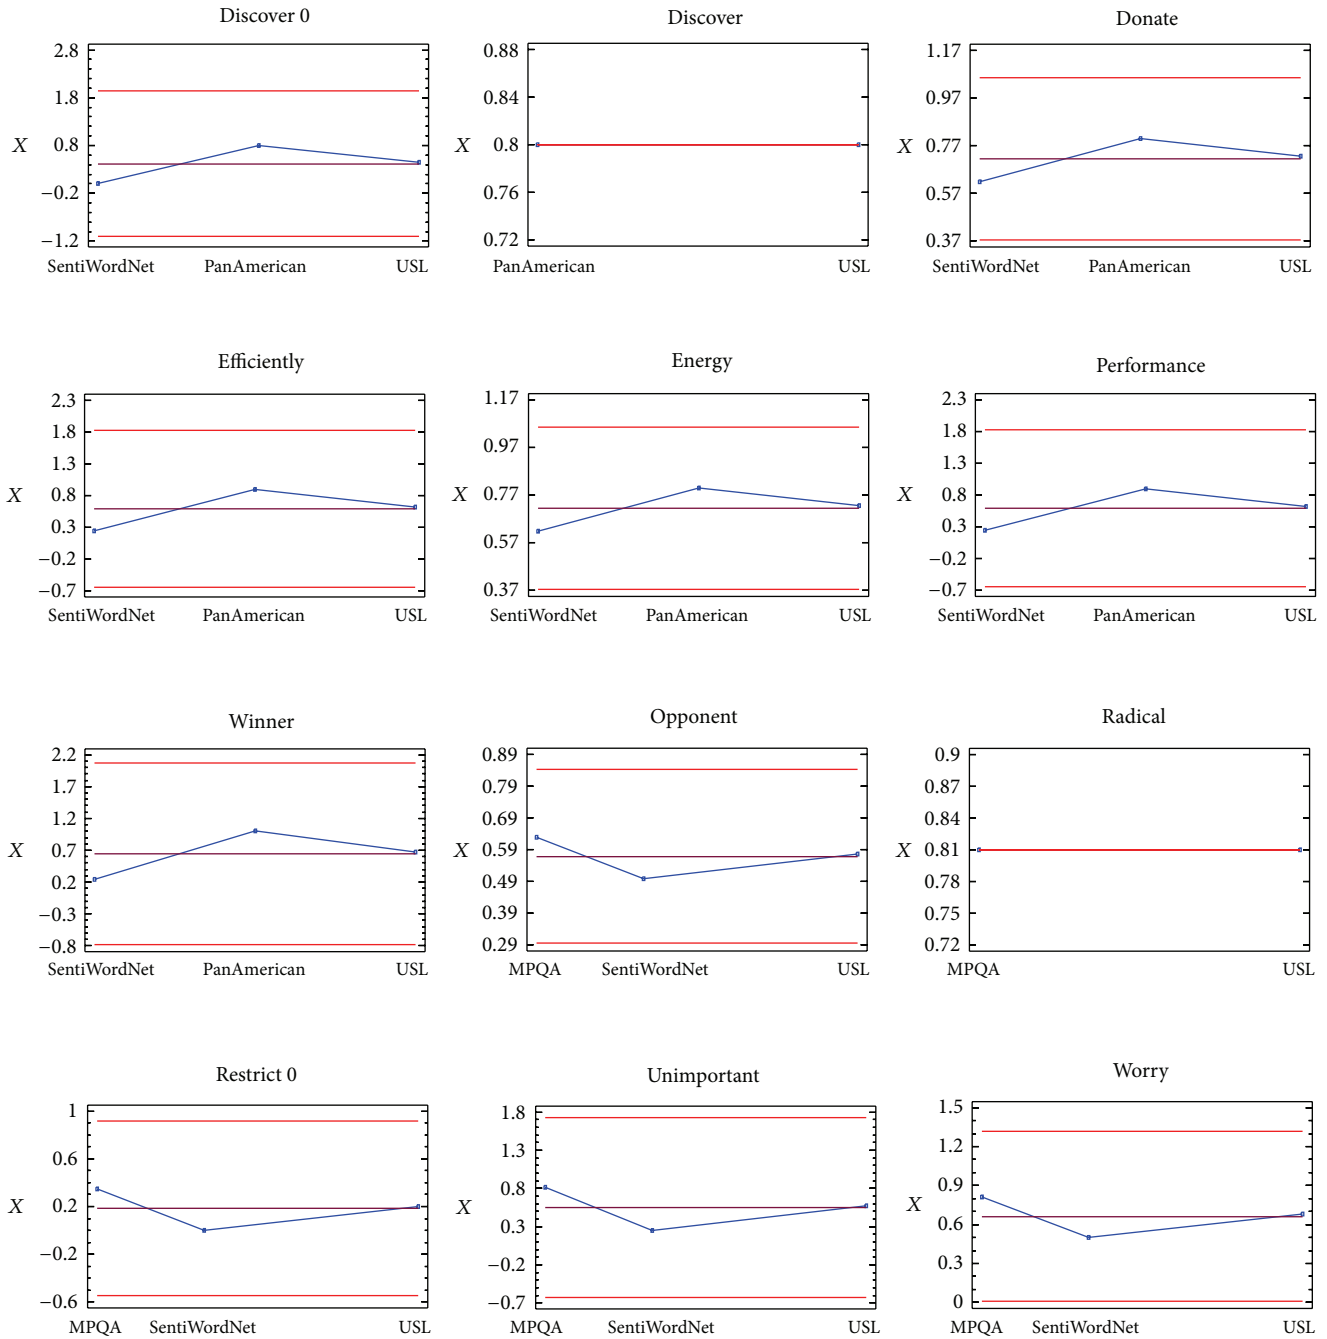 Discover 0
Discover
Donate
2.8
1.8
0.8
−0.2
−1.2
X
SentiWordNet PanAmerican USL
0.88
0.84
0.8
0.76
0.72
X
PanAmerican USL
1.17
0.97
0.77
0.57
0.37
X
SentiWordNet PanAmerican USL
Efficiently
Energy
Performance
2.3
1.8
1.3
0.8
0.3
−0.2
−0.7
X
SentiWordNet PanAmerican USL
1.17
0.97
0.77
0.57
0.37
X
SentiWordNet PanAmerican USL
2.3
1.8
1.3
0.8
0.3
−0.2
−0.7
X
SentiWordNet PanAmerican USL
Winner
Opponent
Radical
2.2
1.7
1.2
0.7
0.2
−0.3
−0.8
X
SentiWordNet PanAmerican USL
0.89
0.79
0.69
0.59
0.49
0.39
0.29
X
MPQA SentiWordNet USL
0.9
0.87
0.84
0.81
0.78
0.75
0.72
X
MPQA USL
Restrict 0
Unimportant
Worry
1
0.6
0.2
−0.2
−0.6
X
MPQA SentiWordNet USL
1.8
1.3
0.8
0.3
−0.2
−0.7
X
MPQA SentiWordNet USL
1.5
1.2
0.9
0.6
0.3
0
X
MPQA SentiWordNet USL